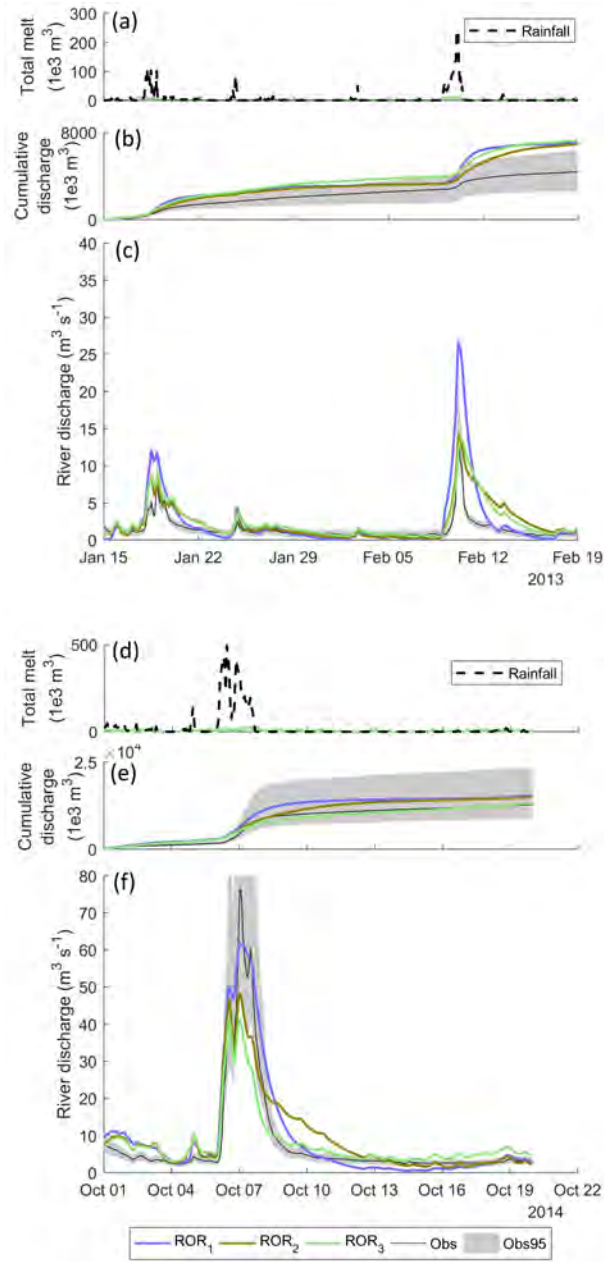 (a)
Rainfall
Total melt
(1e3 m³)
300
200
100
0
(b)
Cumulative
discharge
(1e3 m³)
8000
0
(c)
River discharge (m³ s⁻¹)
40
35
30
25
20
15
10
5
0
Jan 15 Jan 22 Jan 29 Feb 05 Feb 12 Feb 19
2013
(d)
Rainfall
Total melt
(1e3 m³)
500
0
×10⁴
(e)
Cumulative
discharge
(1e3 m³)
2.5
0
(f)
River discharge (m³ s⁻¹)
80
70
60
50
40
30
20
10
0
Oct 01 Oct 04 Oct 07 Oct 10 Oct 13 Oct 16 Oct 19 Oct 22
2014
ROR₁ ROR₂ ROR₃ Obs Obs95